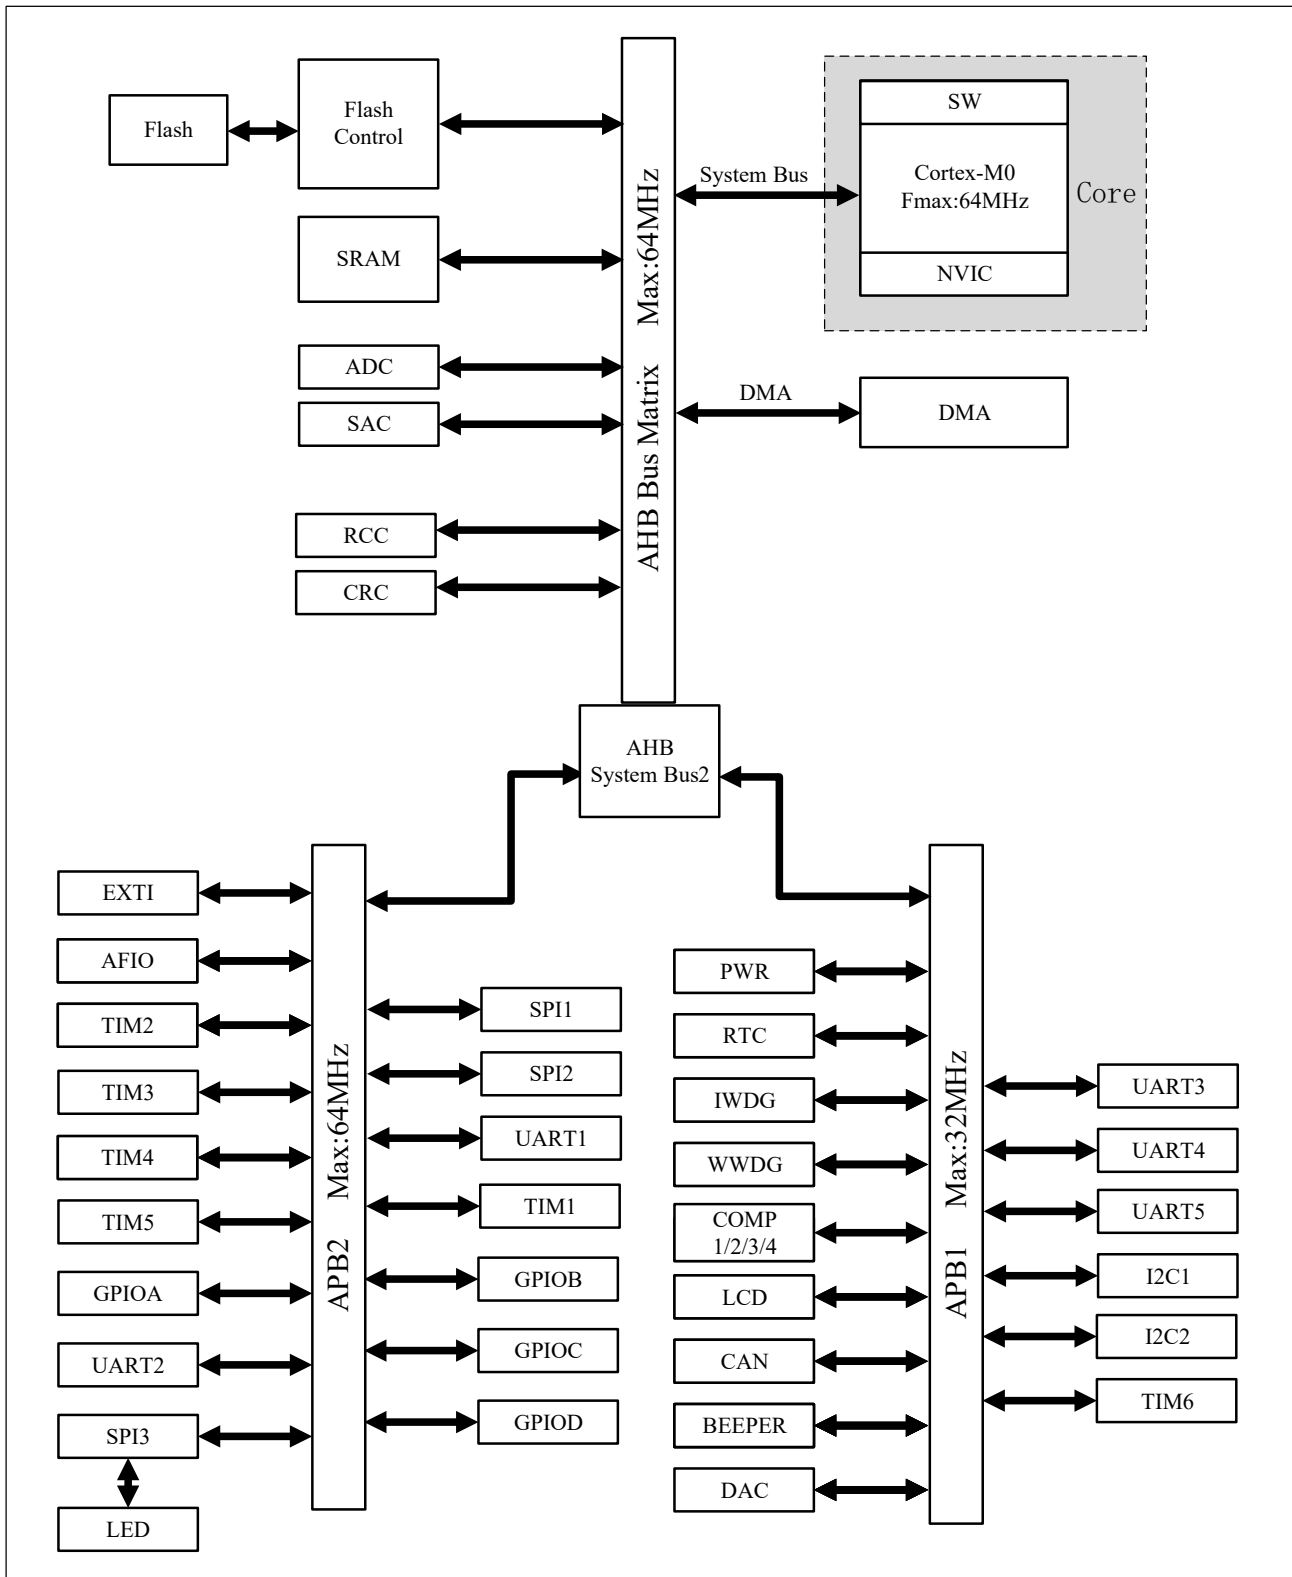 Flash
Flash
Control
SRAM
ADC
SAC
RCC
CRC
AHB Bus Matrix Max:64MHz
System Bus
SW
Cortex-M0
Fmax:64MHz
NVIC
Core
DMA
DMA
AHB
System Bus2
EXTI
AFIO
TIM2
TIM3
TIM4
TIM5
GPIOA
UART2
SPI3
LED
APB2 Max:64MHz
SPI1
SPI2
UART1
TIM1
GPIOB
GPIOC
GPIOD
PWR
RTC
IWDG
WWDG
COMP
1/2/3/4
LCD
CAN
BEEPER
DAC
APB1 Max:32MHz
UART3
UART4
UART5
I2C1
I2C2
TIM6